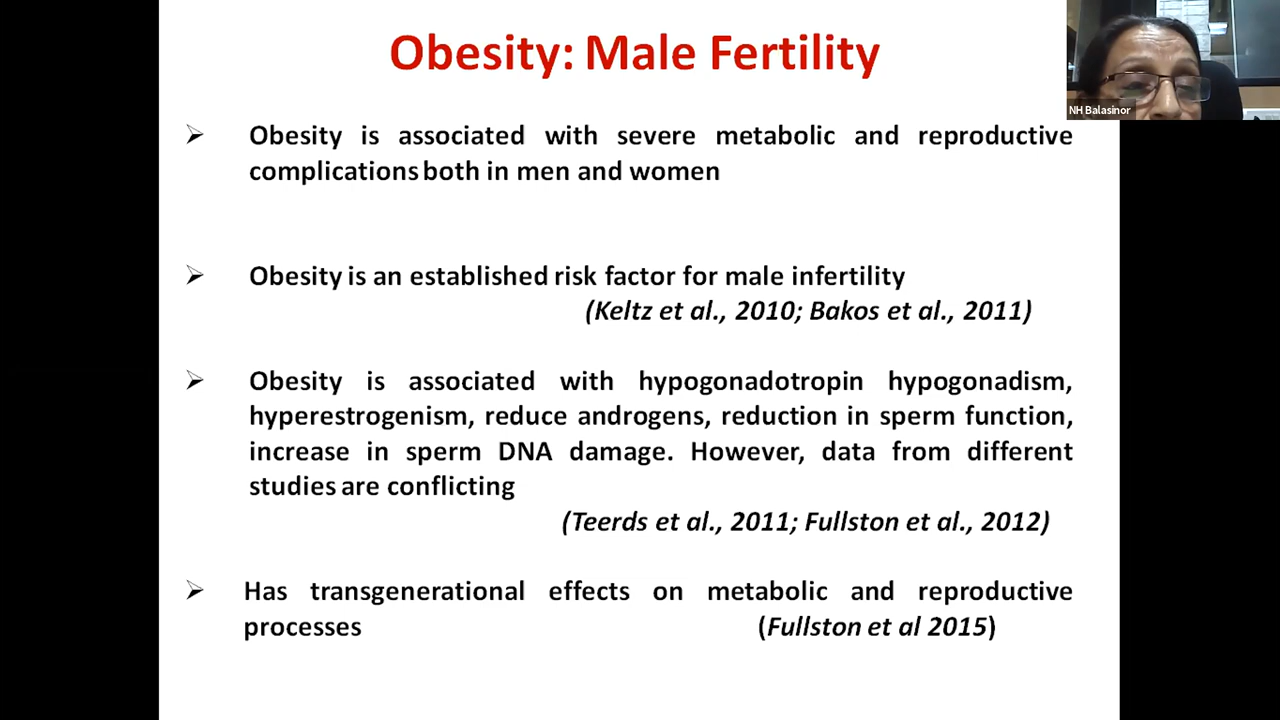 Obesity: Male Fertility
NH Balasinor
Obesity is associated with severe metabolic and reproductive
complications both in men and women
Obesity is an established risk factor for male infertility
(Keltz et al., 2010; Bakos et al., 2011)
Obesity is associated with hypogonadotropin hypogonadism,
hyperestrogenism, reduce androgens, reduction in sperm function,
increase in sperm DNA damage. However, data from different
studies are conflicting
(Teerds et al., 2011; Fullston et al., 2012)
Has transgenerational effects on metabolic and reproductive
processes (Fullston et al 2015)